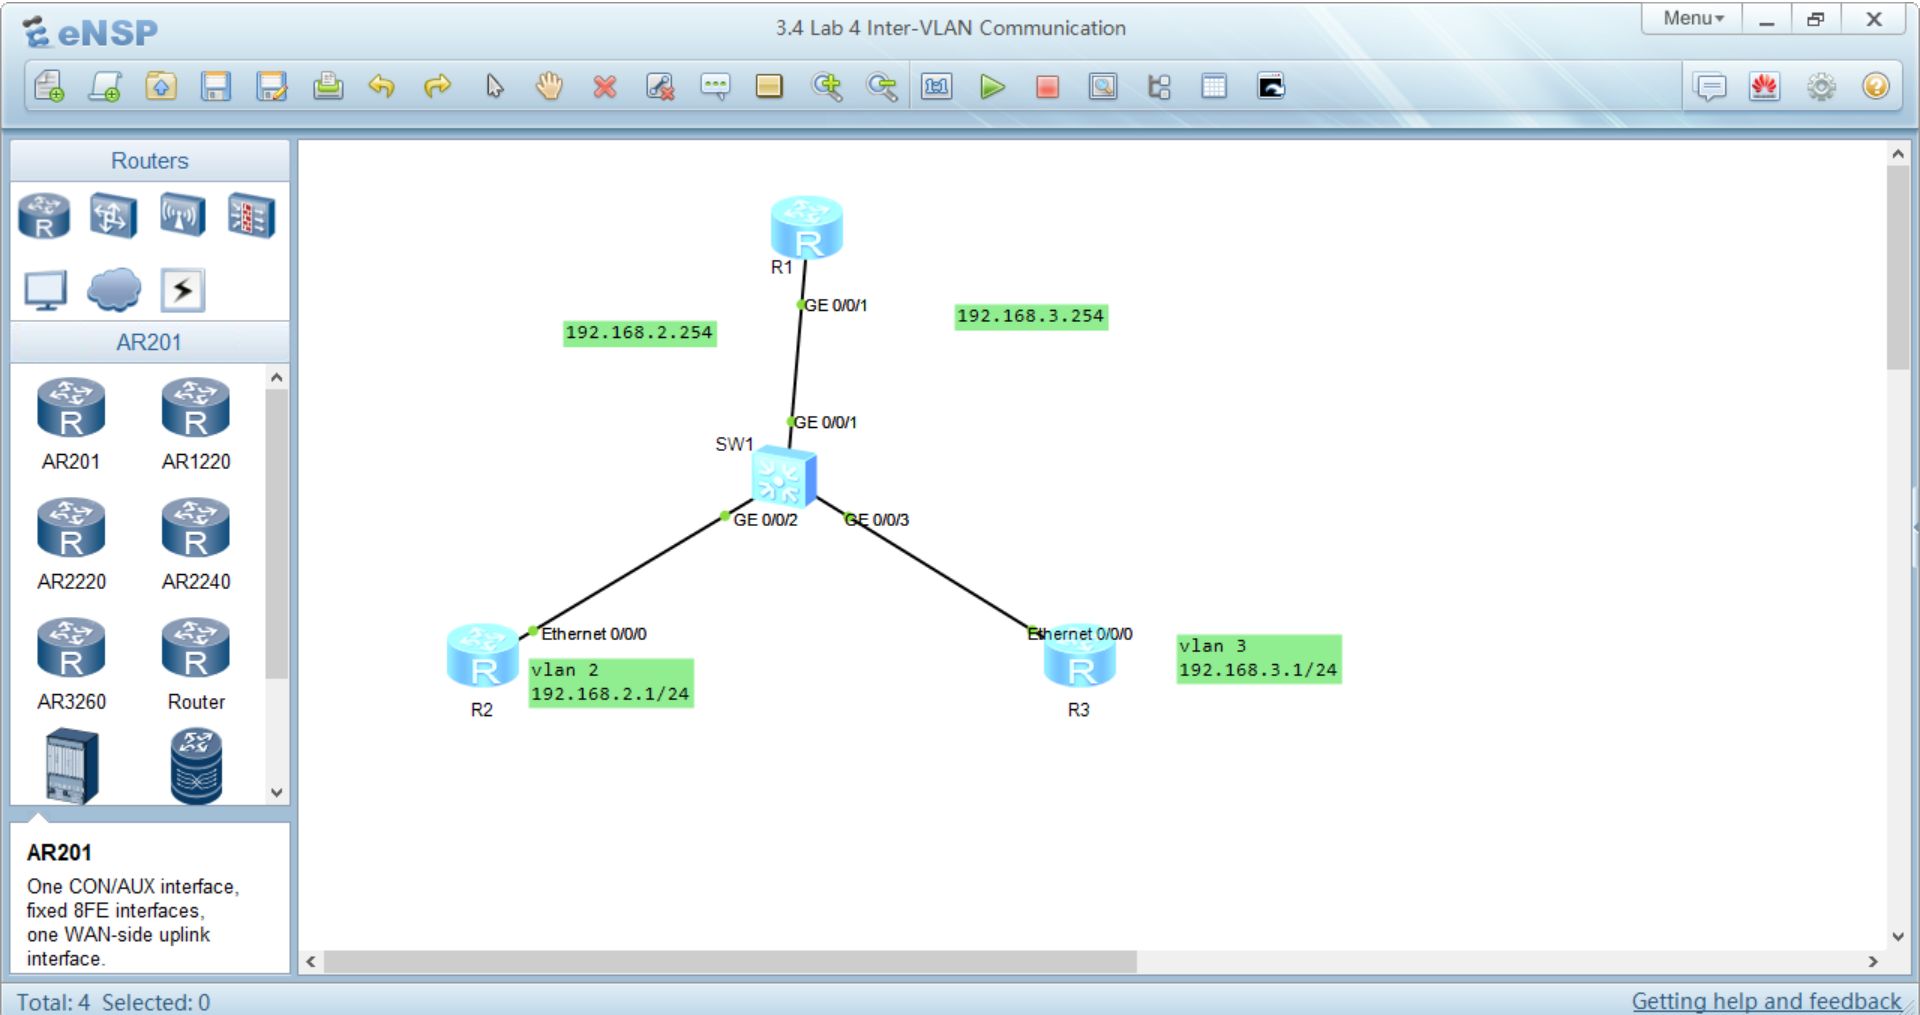 eNSP
3.4 Lab 4 Inter-VLAN Communication
Menu
Routers
R
AR201
R
R
AR201
AR1220
R
R
AR2220
AR2240
R
R
AR3260
Router
AR201
One CON/AUX interface,
fixed 8FE interfaces,
one WAN-side uplink
interface.
R
R1
GE 0/0/1
192.168.2.254
192.168.3.254
GE 0/0/1
SW1
GE 0/0/2
GE 0/0/3
R
Ethernet 0/0/0
vlan 2
192.168.2.1/24
R2
Ethernet 0/0/0
R
vlan 3
192.168.3.1/24
R3
Total: 4 Selected: 0
Getting help and feedback